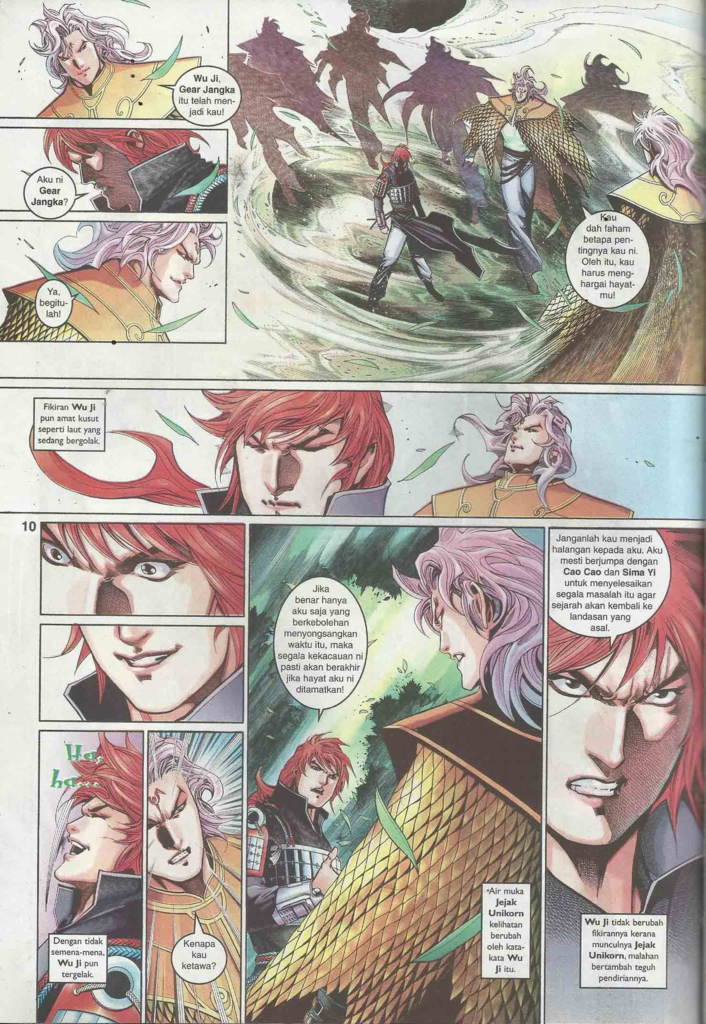 Wu Ji,
Gear Jangka
itu telah men-
jadi kau!
Aku ni
Gear
Jangka?
Ya,
begitu-
lah!
Kau
dah faham
betapa pen-
tingnya kau ni.
Oleh itu, kau
harus meng-
hargai hayat-
mu!
Fikiran Wu Ji
pun amat kusut
seperti laut yang
sedang bergolak.
10
Ha..
ha...
Dengan tidak
semena-mena,
Wu Ji pun
tergelak.
Kenapa
kau
ketawa?
Jika
benar hanya
aku saja yang
berkebolehan
menyongsangkan
waktu itu, maka
segala kekacauan ni
pasti akan berakhir
jika hayat aku ni
ditamatkan!
Air muka
Jejak
Unikorn
kelihatan
berubah
oleh kata-
kata Wu
Ji itu.
Janganlah kau menjadi
halangan kepada aku. Aku
mesti berjumpa dengan
Cao Cao dan Sima Yi
untuk menyelesaikan
segala masalah itu agar
sejarah akan kembali ke
landasan yang
asal.
Wu Ji tidak berubah
fikirannya kerana
munculnya Jejak
Unikorn, malahan
bertambah teguh
pendiriannya.